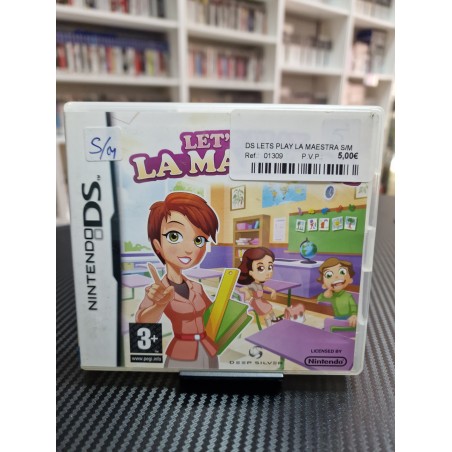 S/M
NINTENDO DS
TM
LET'
LA MA
DS LETS PLAY LA MAESTRA S/M
Ref. 01309 P.V.P. 5,00€
3+
www.pegi.info
DEEP SILVER
LICENSED BY
Nintendo